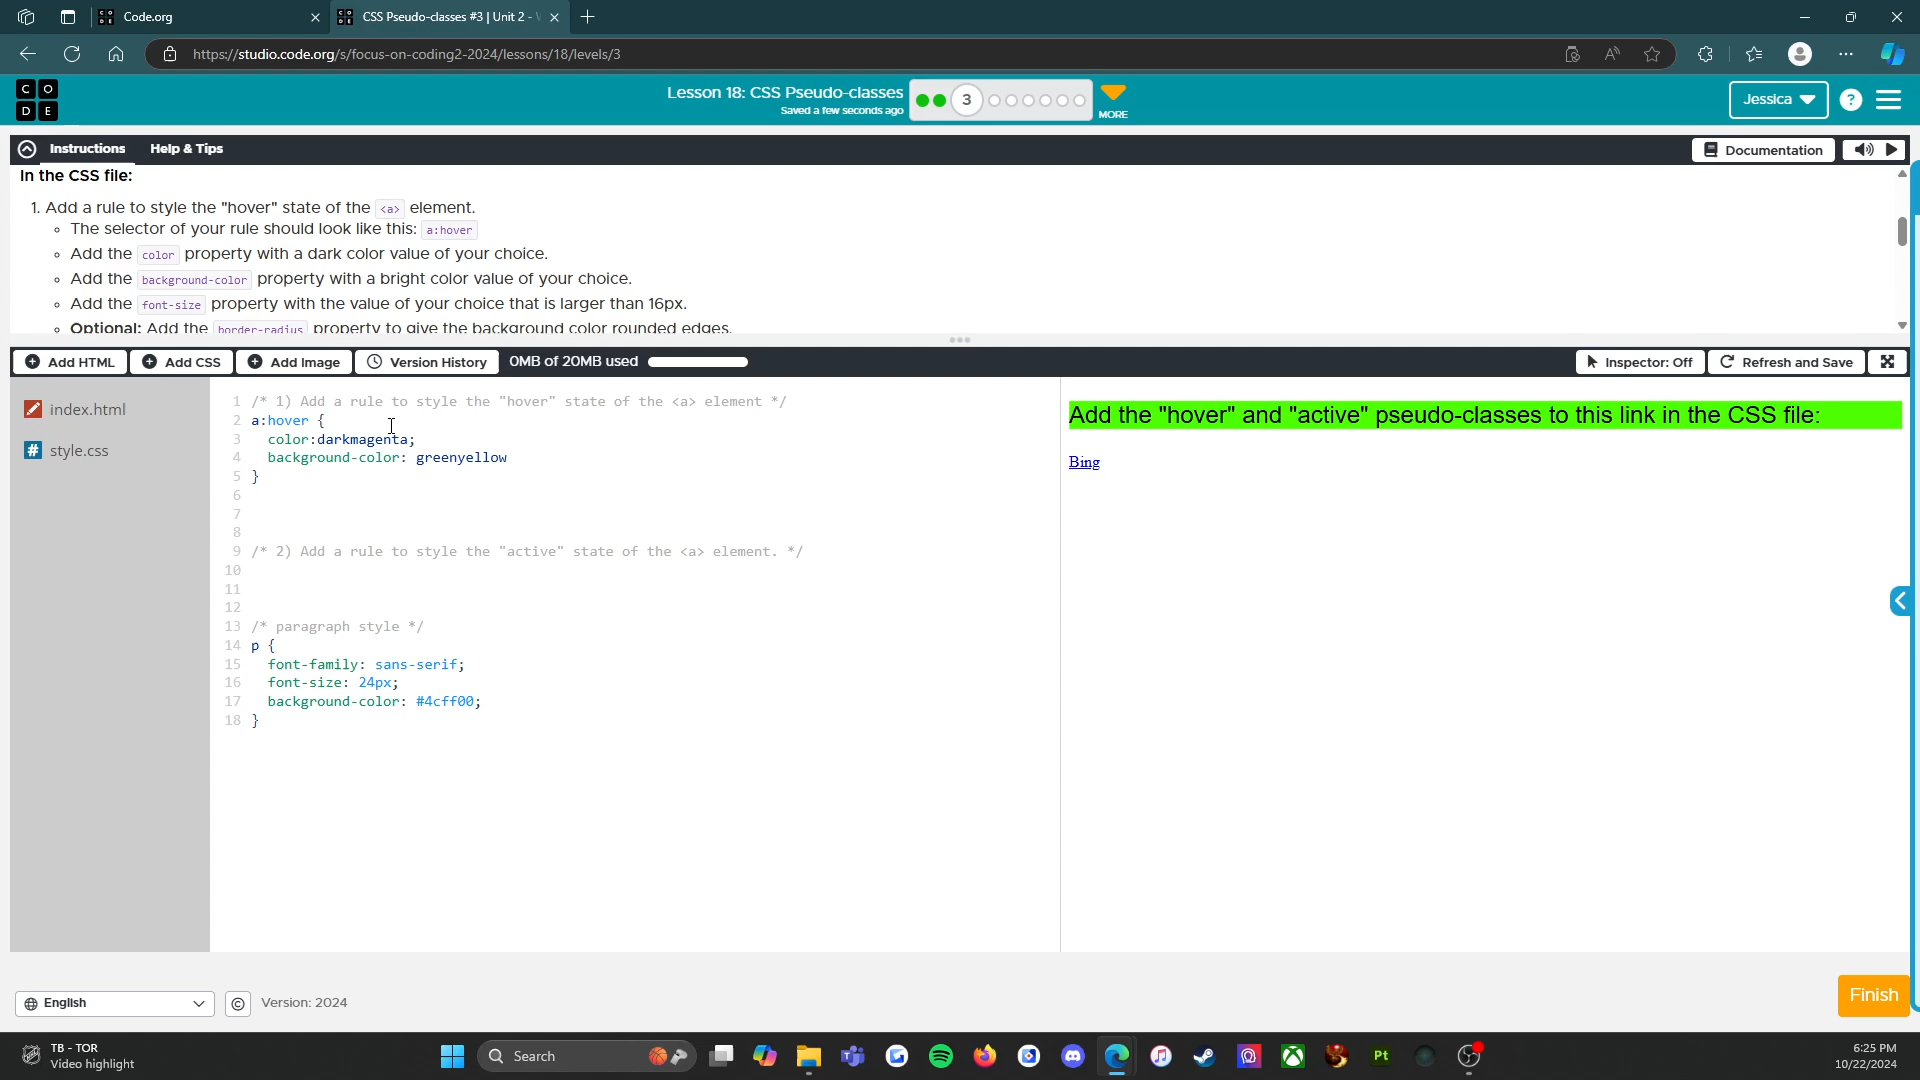 Code.org
CSS Pseudo-classes #3 | Unit 2 -
https://studio.code.org/s/focus-on-coding2-2024/lessons/18/levels/3
C O
D E
Lesson 18: CSS Pseudo-classes
Saved a few seconds ago
3
MORE
Jessica
?
Instructions
Help & Tips
Documentation
In the CSS file:
1. Add a rule to style the "hover" state of the <a> element.
The selector of your rule should look like this: a:hover
Add the color property with a dark color value of your choice.
Add the background-color property with a bright color value of your choice.
Add the font-size property with the value of your choice that is larger than 16px.
Optional: Add the border-radius property to give the background color rounded edges.
Add HTML
Add CSS
Add Image
Version History
0MB of 20MB used
Inspector: Off
Refresh and Save
index.html
style.css
1 /* 1) Add a rule to style the "hover" state of the <a> element */
2 a:hover {
3 color:darkmagenta;
4 background-color: greenyellow
5 }
6
7
8
9 /* 2) Add a rule to style the "active" state of the <a> element. */
10
11
12
13 /* paragraph style */
14 p {
15 font-family: sans-serif;
16 font-size: 24px;
17 background-color: #4cff00;
18 }
Add the "hover" and "active" pseudo-classes to this link in the CSS file:
Bing
Finish
English
©
Version: 2024
TB - TOR
Video highlight
Search
Pt
6:25 PM
10/22/2024